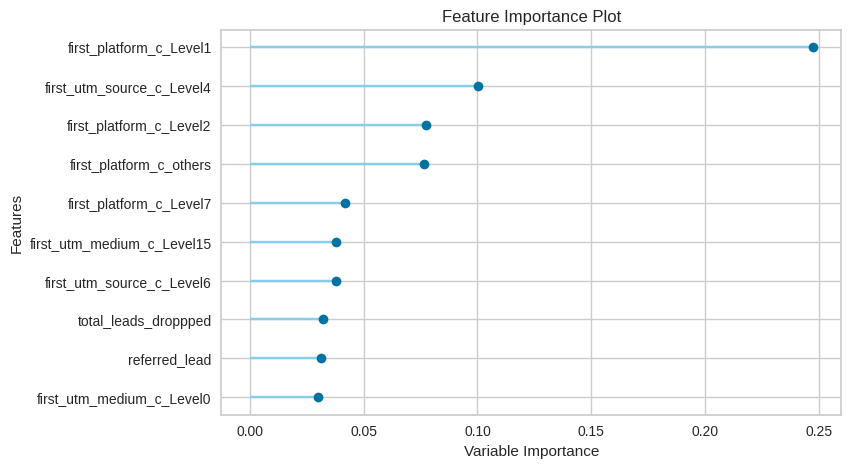 Feature Importance Plot
first_platform_c_Level1
first_utm_source_c_Level4
first_platform_c_Level2
first_platform_c_others
first_platform_c_Level7
first_utm_medium_c_Level15
first_utm_source_c_Level6
total_leads_droppped
referred_lead
first_utm_medium_c_Level0
Features
0.00 0.05 0.10 0.15 0.20 0.25
Variable Importance